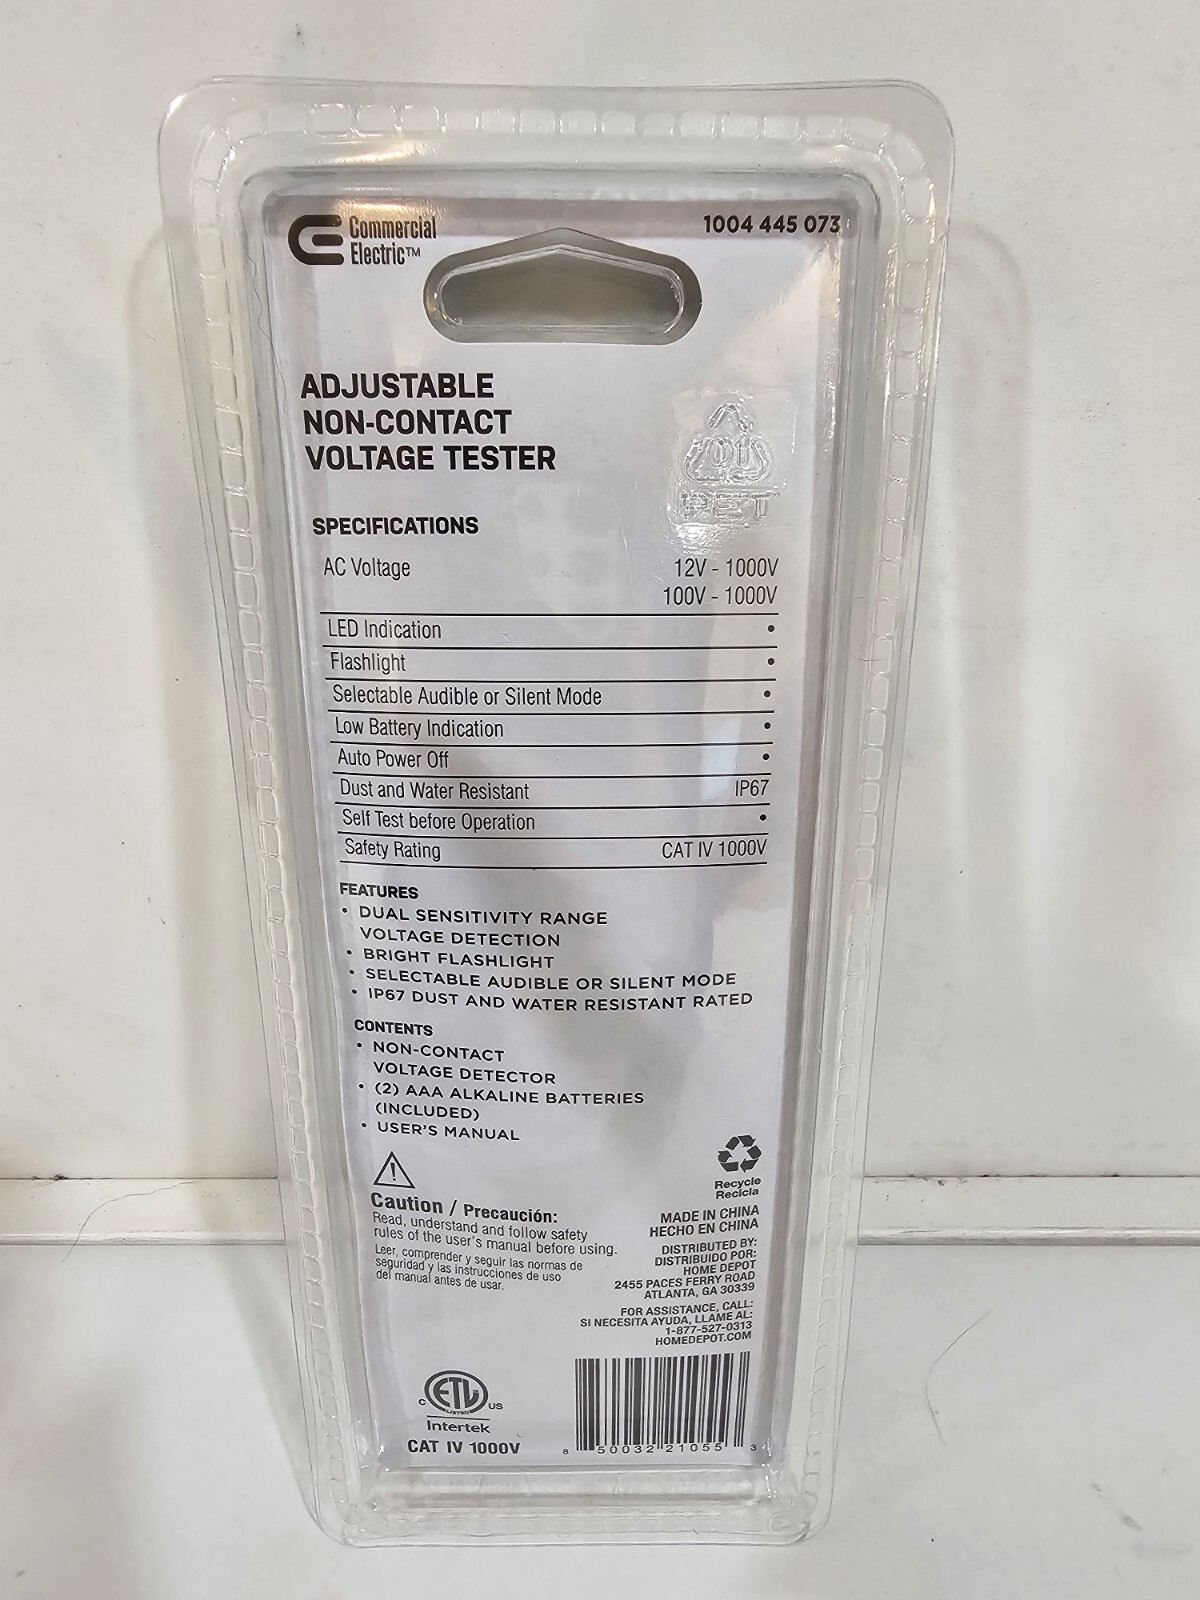 Commercial
Electric™
1004 445 073
ADJUSTABLE
NON-CONTACT
VOLTAGE TESTER
01
PET
SPECIFICATIONS
AC Voltage 12V - 1000V
100V - 1000V
LED Indication •
Flashlight •
Selectable Audible or Silent Mode •
Low Battery Indication •
Auto Power Off •
Dust and Water Resistant IP67
Self Test before Operation •
Safety Rating CAT IV 1000V
FEATURES
• DUAL SENSITIVITY RANGE
VOLTAGE DETECTION
• BRIGHT FLASHLIGHT
• SELECTABLE AUDIBLE OR SILENT MODE
• IP67 DUST AND WATER RESISTANT RATED
CONTENTS
• NON-CONTACT
VOLTAGE DETECTOR
• (2) AAA ALKALINE BATTERIES
(INCLUDED)
• USER'S MANUAL
Caution / Precaución:
Read, understand and follow safety
rules of the user's manual before using.
Leer, comprender y seguir las normas de
seguridad y las instrucciones de uso
del manual antes de usar.
Recycle
Recicla
MADE IN CHINA
HECHO EN CHINA
DISTRIBUTED BY:
DISTRIBUIDO POR:
HOME DEPOT
2455 PACES FERRY ROAD
ATLANTA, GA 30339
FOR ASSISTANCE, CALL:
SI NECESITA AYUDA, LLAME AL:
1-877-527-0313
HOMEDEPOT.COM
C ETL US
LISTED
Intertek
CAT IV 1000V
8 50032 21055 3